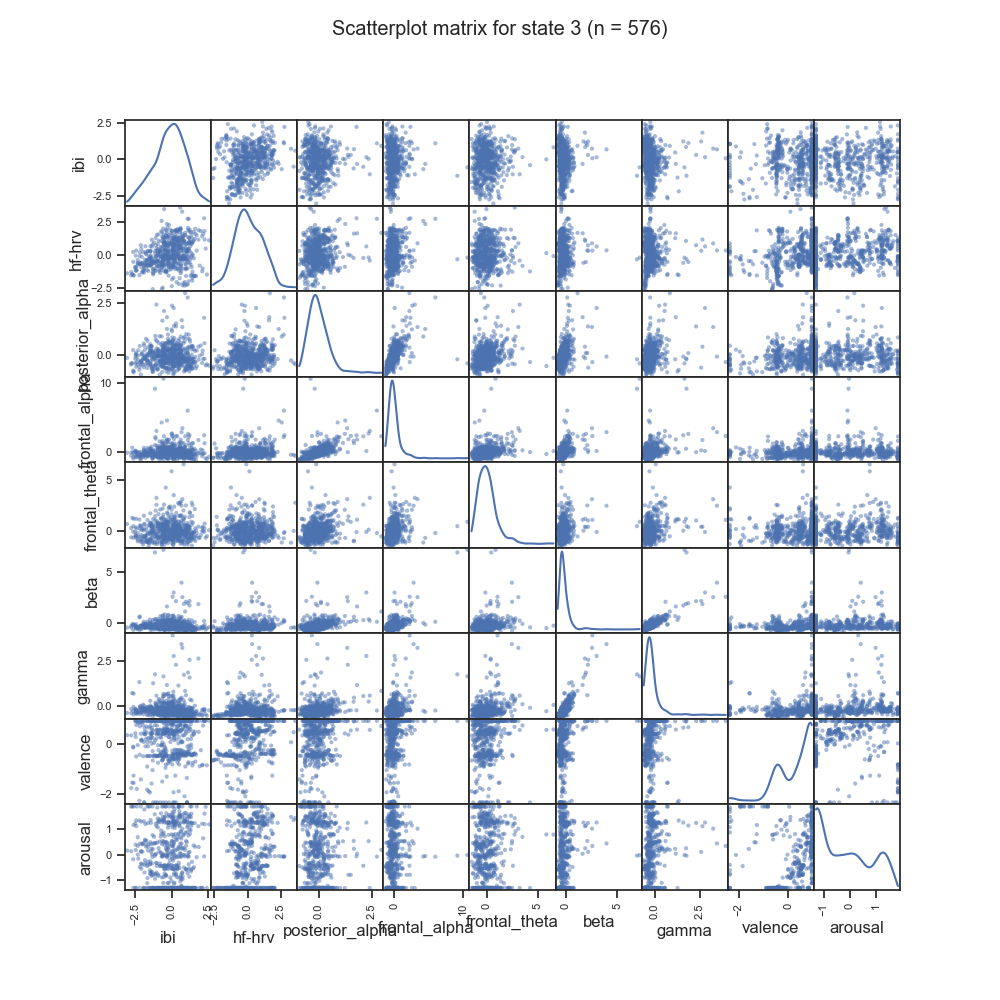 Scatterplot matrix for state 3 (n = 576)
2.5
0.0
−2.5
ibi
2.5
0.0
−2.5
hf-hrv
2.5
0.0
posterior_alpha
10
0
frontal_alpha
5
0
frontal_theta
5
0
beta
2.5
0.0
gamma
0
−2
valence
1
0
−1
arousal
−2.5 0.0 2.5
−2.5 0.0 2.5
0.0 2.5
0 10
0 5
0 5
0.0 2.5
−2 0
−1 0 1
ibi hf-hrv posterior_alpha frontal_alpha frontal_theta beta gamma valence arousal